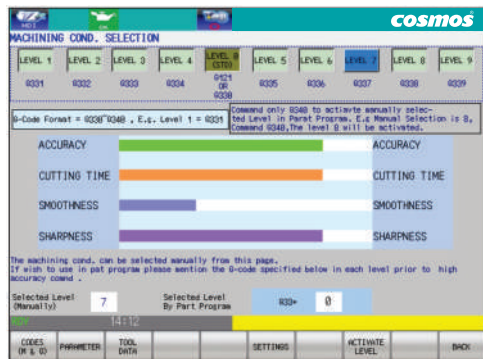 MDI
cosmos
MACHINING COND. SELECTION
LEVEL 1 LEVEL 2 LEVEL 3 LEVEL 4 LEVEL 0 (STD) LEVEL 5 LEVEL 6 LEVEL 7 LEVEL 8 LEVEL 9
G331 G332 G333 G334 G121 OR G330 G335 G336 G337 G338 G339
G-Code Format = G330~G340 , E.g. Level 1 = G331
Command only G340 to activte manually selec-
ted Level in Parat Program. E.g Manual Selection is 8,
Command G340,The level 8 will be activated.
ACCURACY ACCURACY
CUTTING TIME CUTTING TIME
SMOOTHNESS SMOOTHNESS
SHARPNESS SHARPNESS
The machining cond. can be selected manually from this page.
If wish to use in pat program please mention the G-code specified below in each level prior to high
accuracy comnd .
Selected Level (Manually) 7 Selected Level By Part Program G33* 0
14:12
CODES (M & G) PARAMETER TOOL DATA SETTINGS ACTIVATE LEVEL BACK